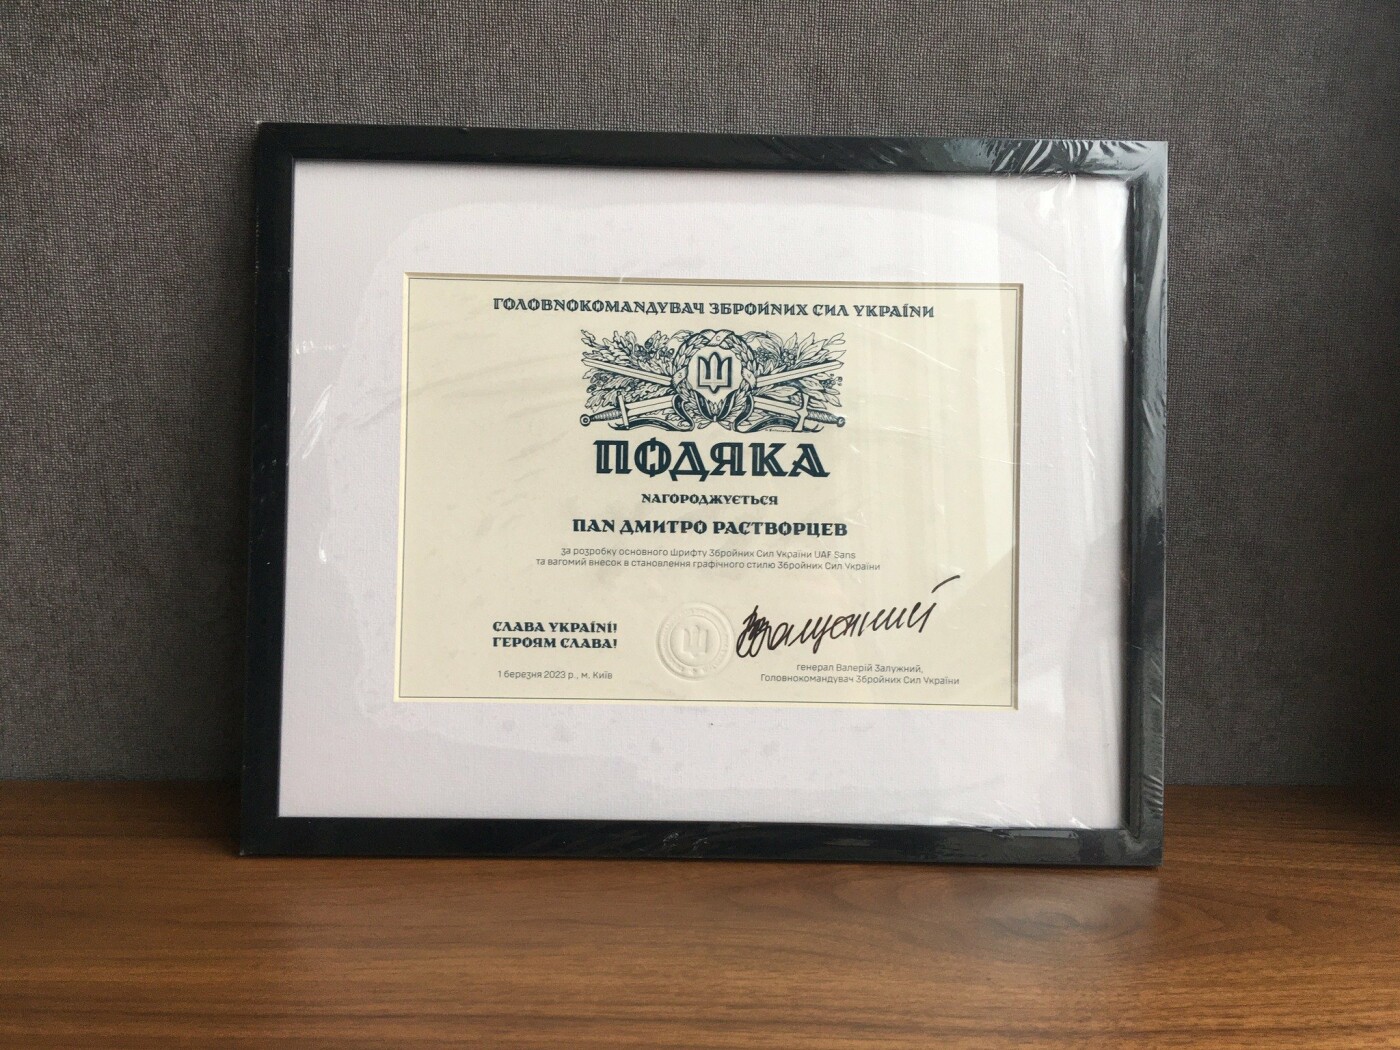 ГОЛОВНОКОМАНДУВАЧ ЗБРОЙНИХ СИЛ УКРАЇНИ
ПОДЯКА
НАГОРОДЖУЄТЬСЯ
ПАН ДМИТРО РАСТВОРЦЕВ
за розробку основного шрифту Збройних Сил України UAF Sans
та вагомий внесок в становлення графічного стилю Збройних Сил України
СЛАВА УКРАЇНІ!
ГЕРОЯМ СЛАВА!
1 березня 2023 р., м. Київ
Залужний
генерал Валерій Залужний,
Головнокомандувач Збройних Сил України